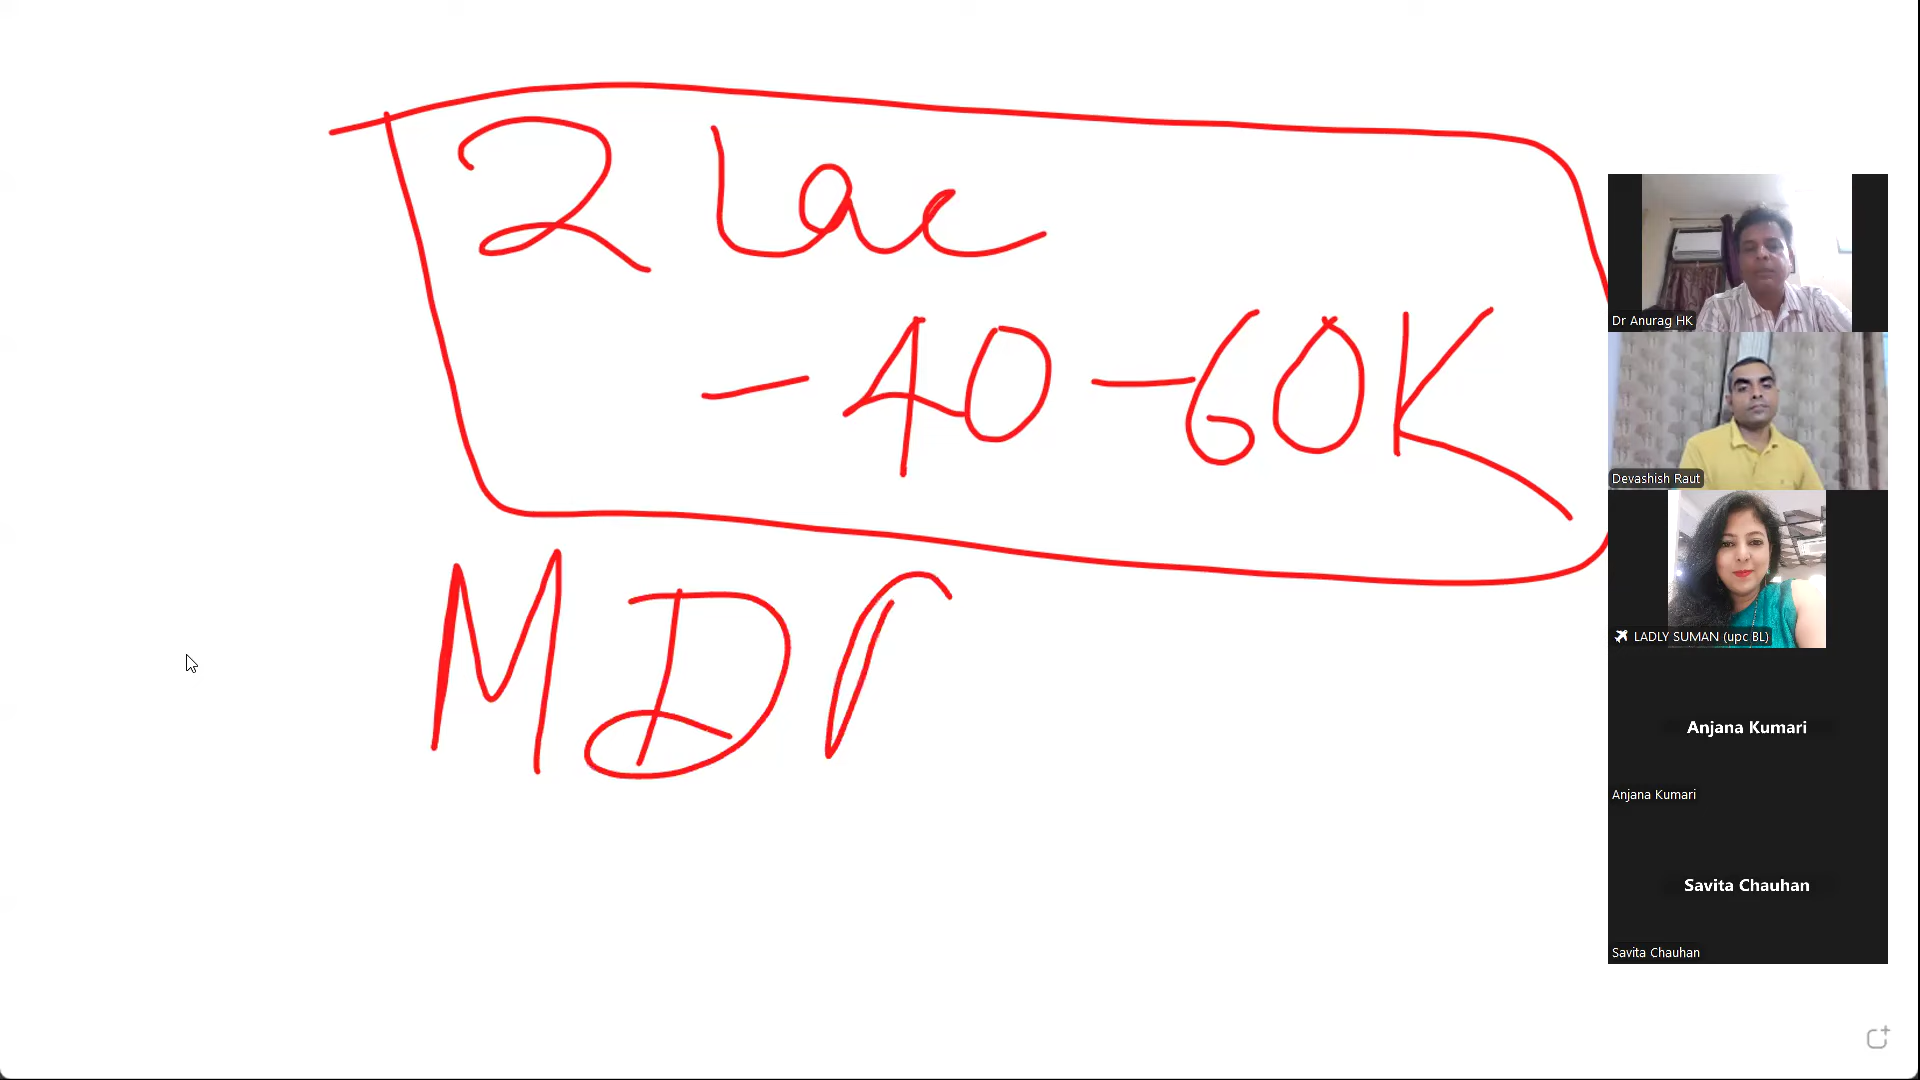 2 Lac
- 40 - 60K
MD
Dr Anurag HK
Devashish Raut
LADLY SUMAN (upc BL)
Anjana Kumari
Anjana Kumari
Savita Chauhan
Savita Chauhan